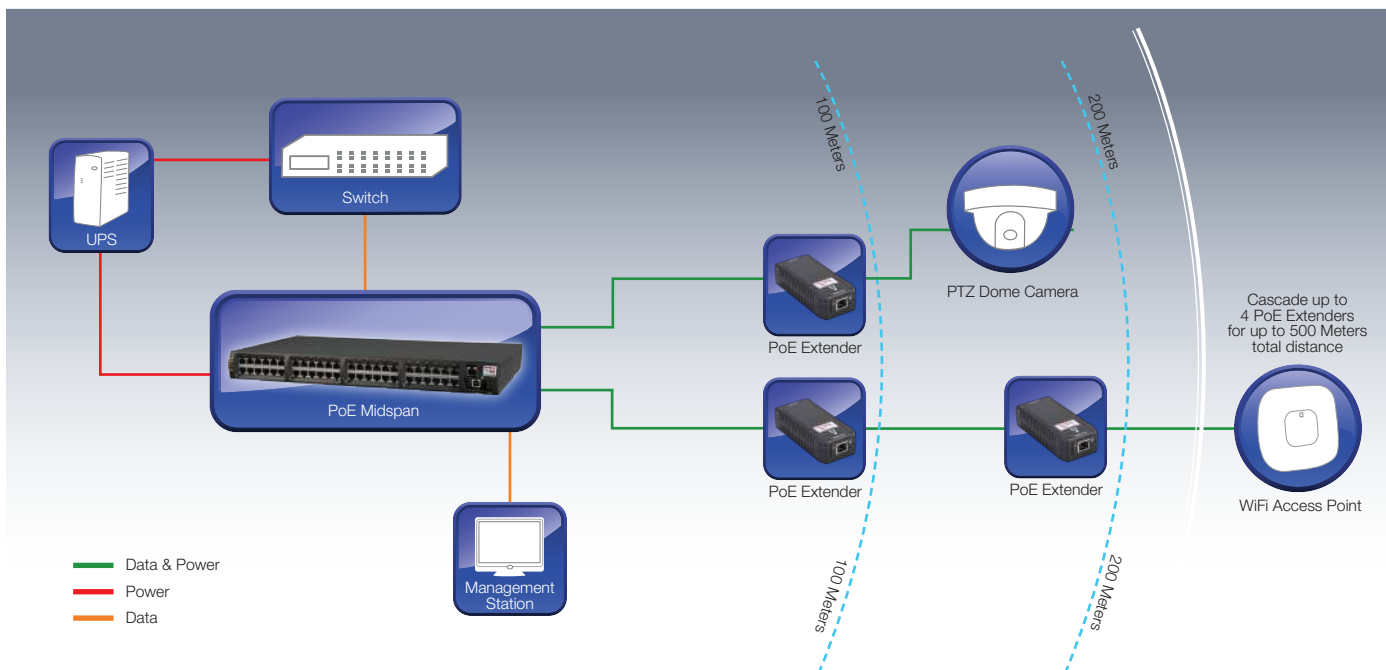 100 Meters
200 Meters
Switch
UPS
PTZ Dome Camera
Cascade up to
4 PoE Extenders
for up to 500 Meters
total distance
PoE Extender
PoE Midspan
PoE Extender
PoE Extender
WiFi Access Point
Data & Power
Power
Data
Management
Station
100 Meters
200 Meters